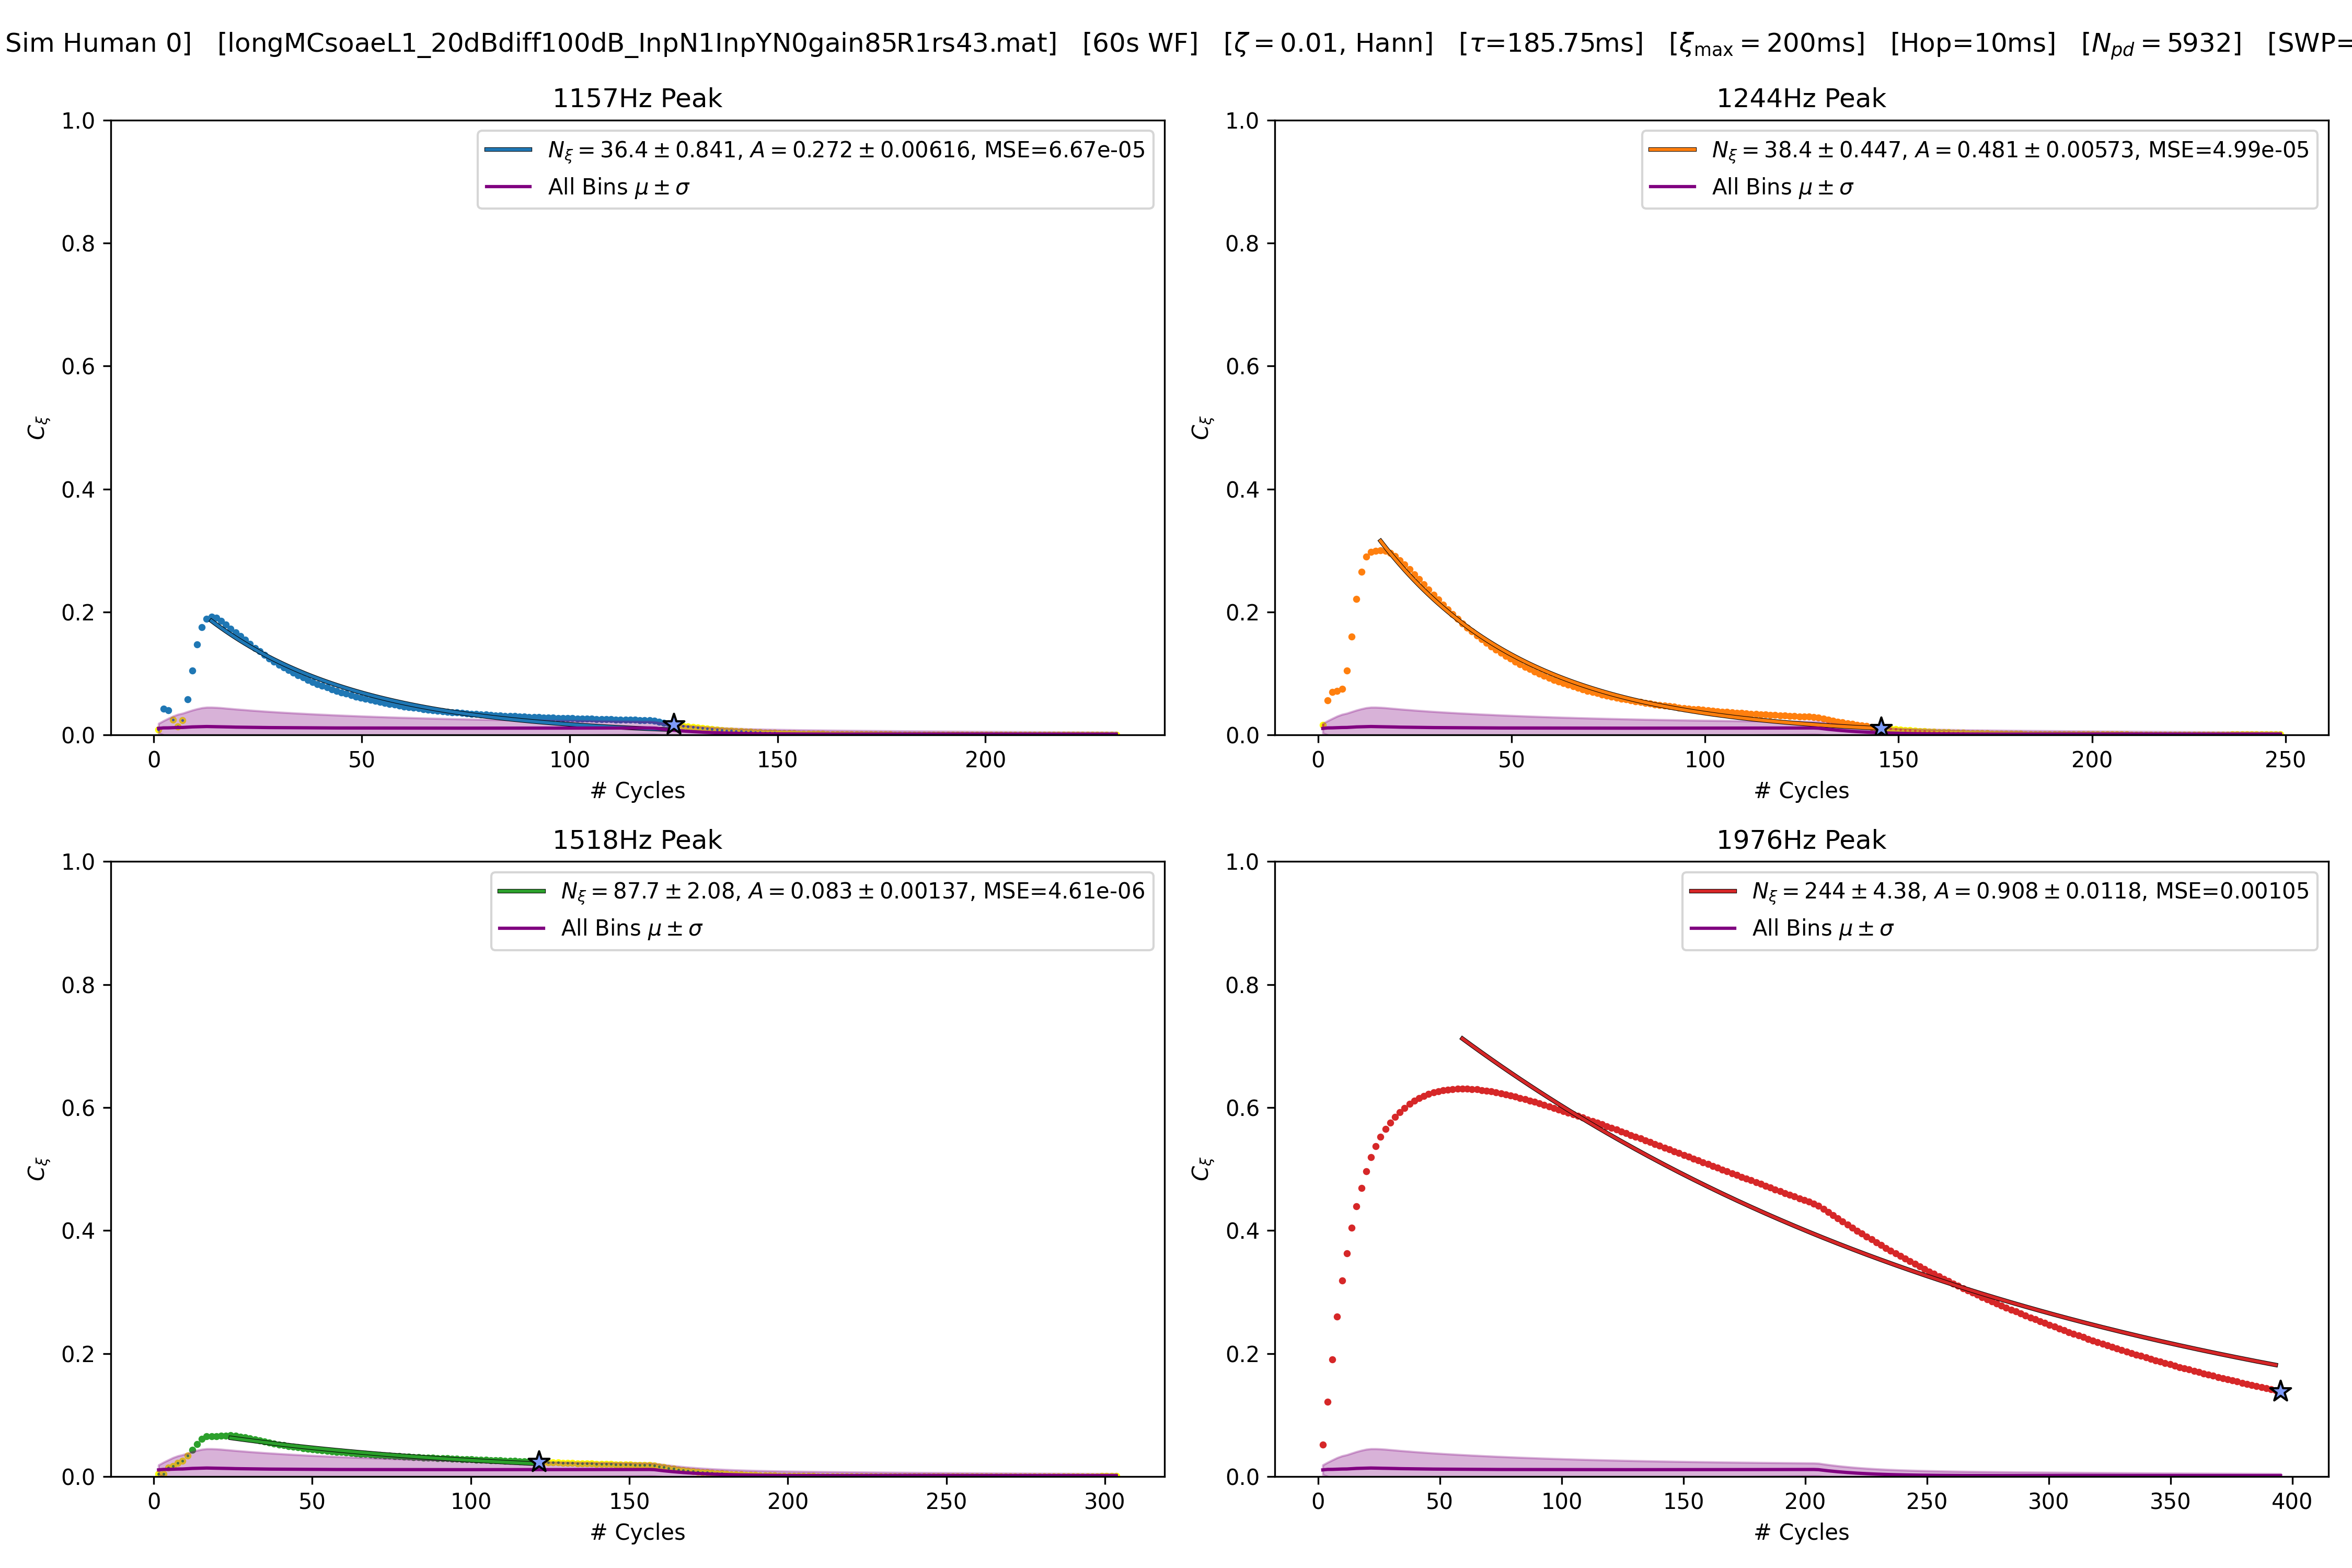 Sim Human 0] [longMCsoaeL1_20dBdiff100dB_InpN1InpYN0gain85R1rs43.mat] [60s WF] [ζ = 0.01, Hann] [τ=185.75ms] [ξmax = 200ms] [Hop=10ms] [Npd = 5932] [SWP=
1157Hz Peak
Nξ = 36.4 ± 0.841, A = 0.272 ± 0.00616, MSE=6.67e-05
All Bins μ ± σ
1.0
0.8
0.6
0.4
0.2
0.0
Cξ
0 50 100 150 200
# Cycles
1244Hz Peak
Nξ = 38.4 ± 0.447, A = 0.481 ± 0.00573, MSE=4.99e-05
All Bins μ ± σ
1.0
0.8
0.6
0.4
0.2
0.0
Cξ
0 50 100 150 200 250
# Cycles
1518Hz Peak
Nξ = 87.7 ± 2.08, A = 0.083 ± 0.00137, MSE=4.61e-06
All Bins μ ± σ
1.0
0.8
0.6
0.4
0.2
0.0
Cξ
0 50 100 150 200 250 300
# Cycles
1976Hz Peak
Nξ = 244 ± 4.38, A = 0.908 ± 0.0118, MSE=0.00105
All Bins μ ± σ
1.0
0.8
0.6
0.4
0.2
0.0
Cξ
0 50 100 150 200 250 300 350 400
# Cycles